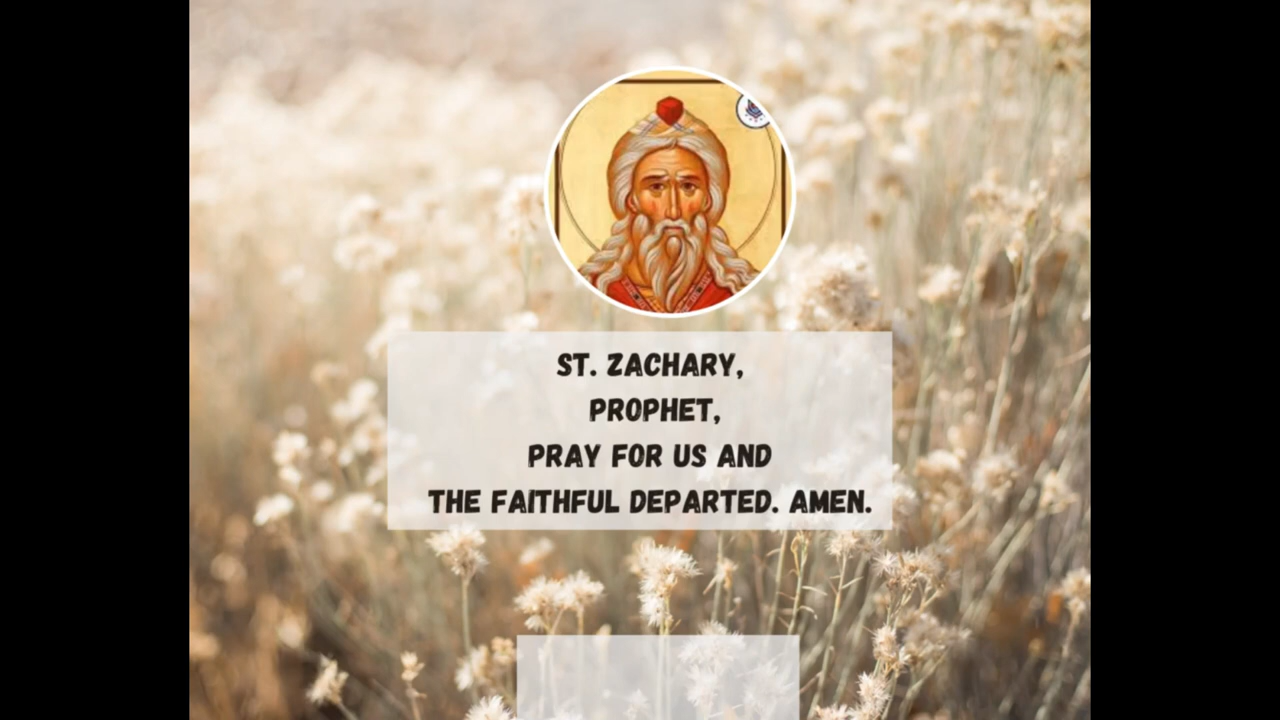 ST. ZACHARY,
PROPHET,
PRAY FOR US AND
THE FAITHFUL DEPARTED. AMEN.